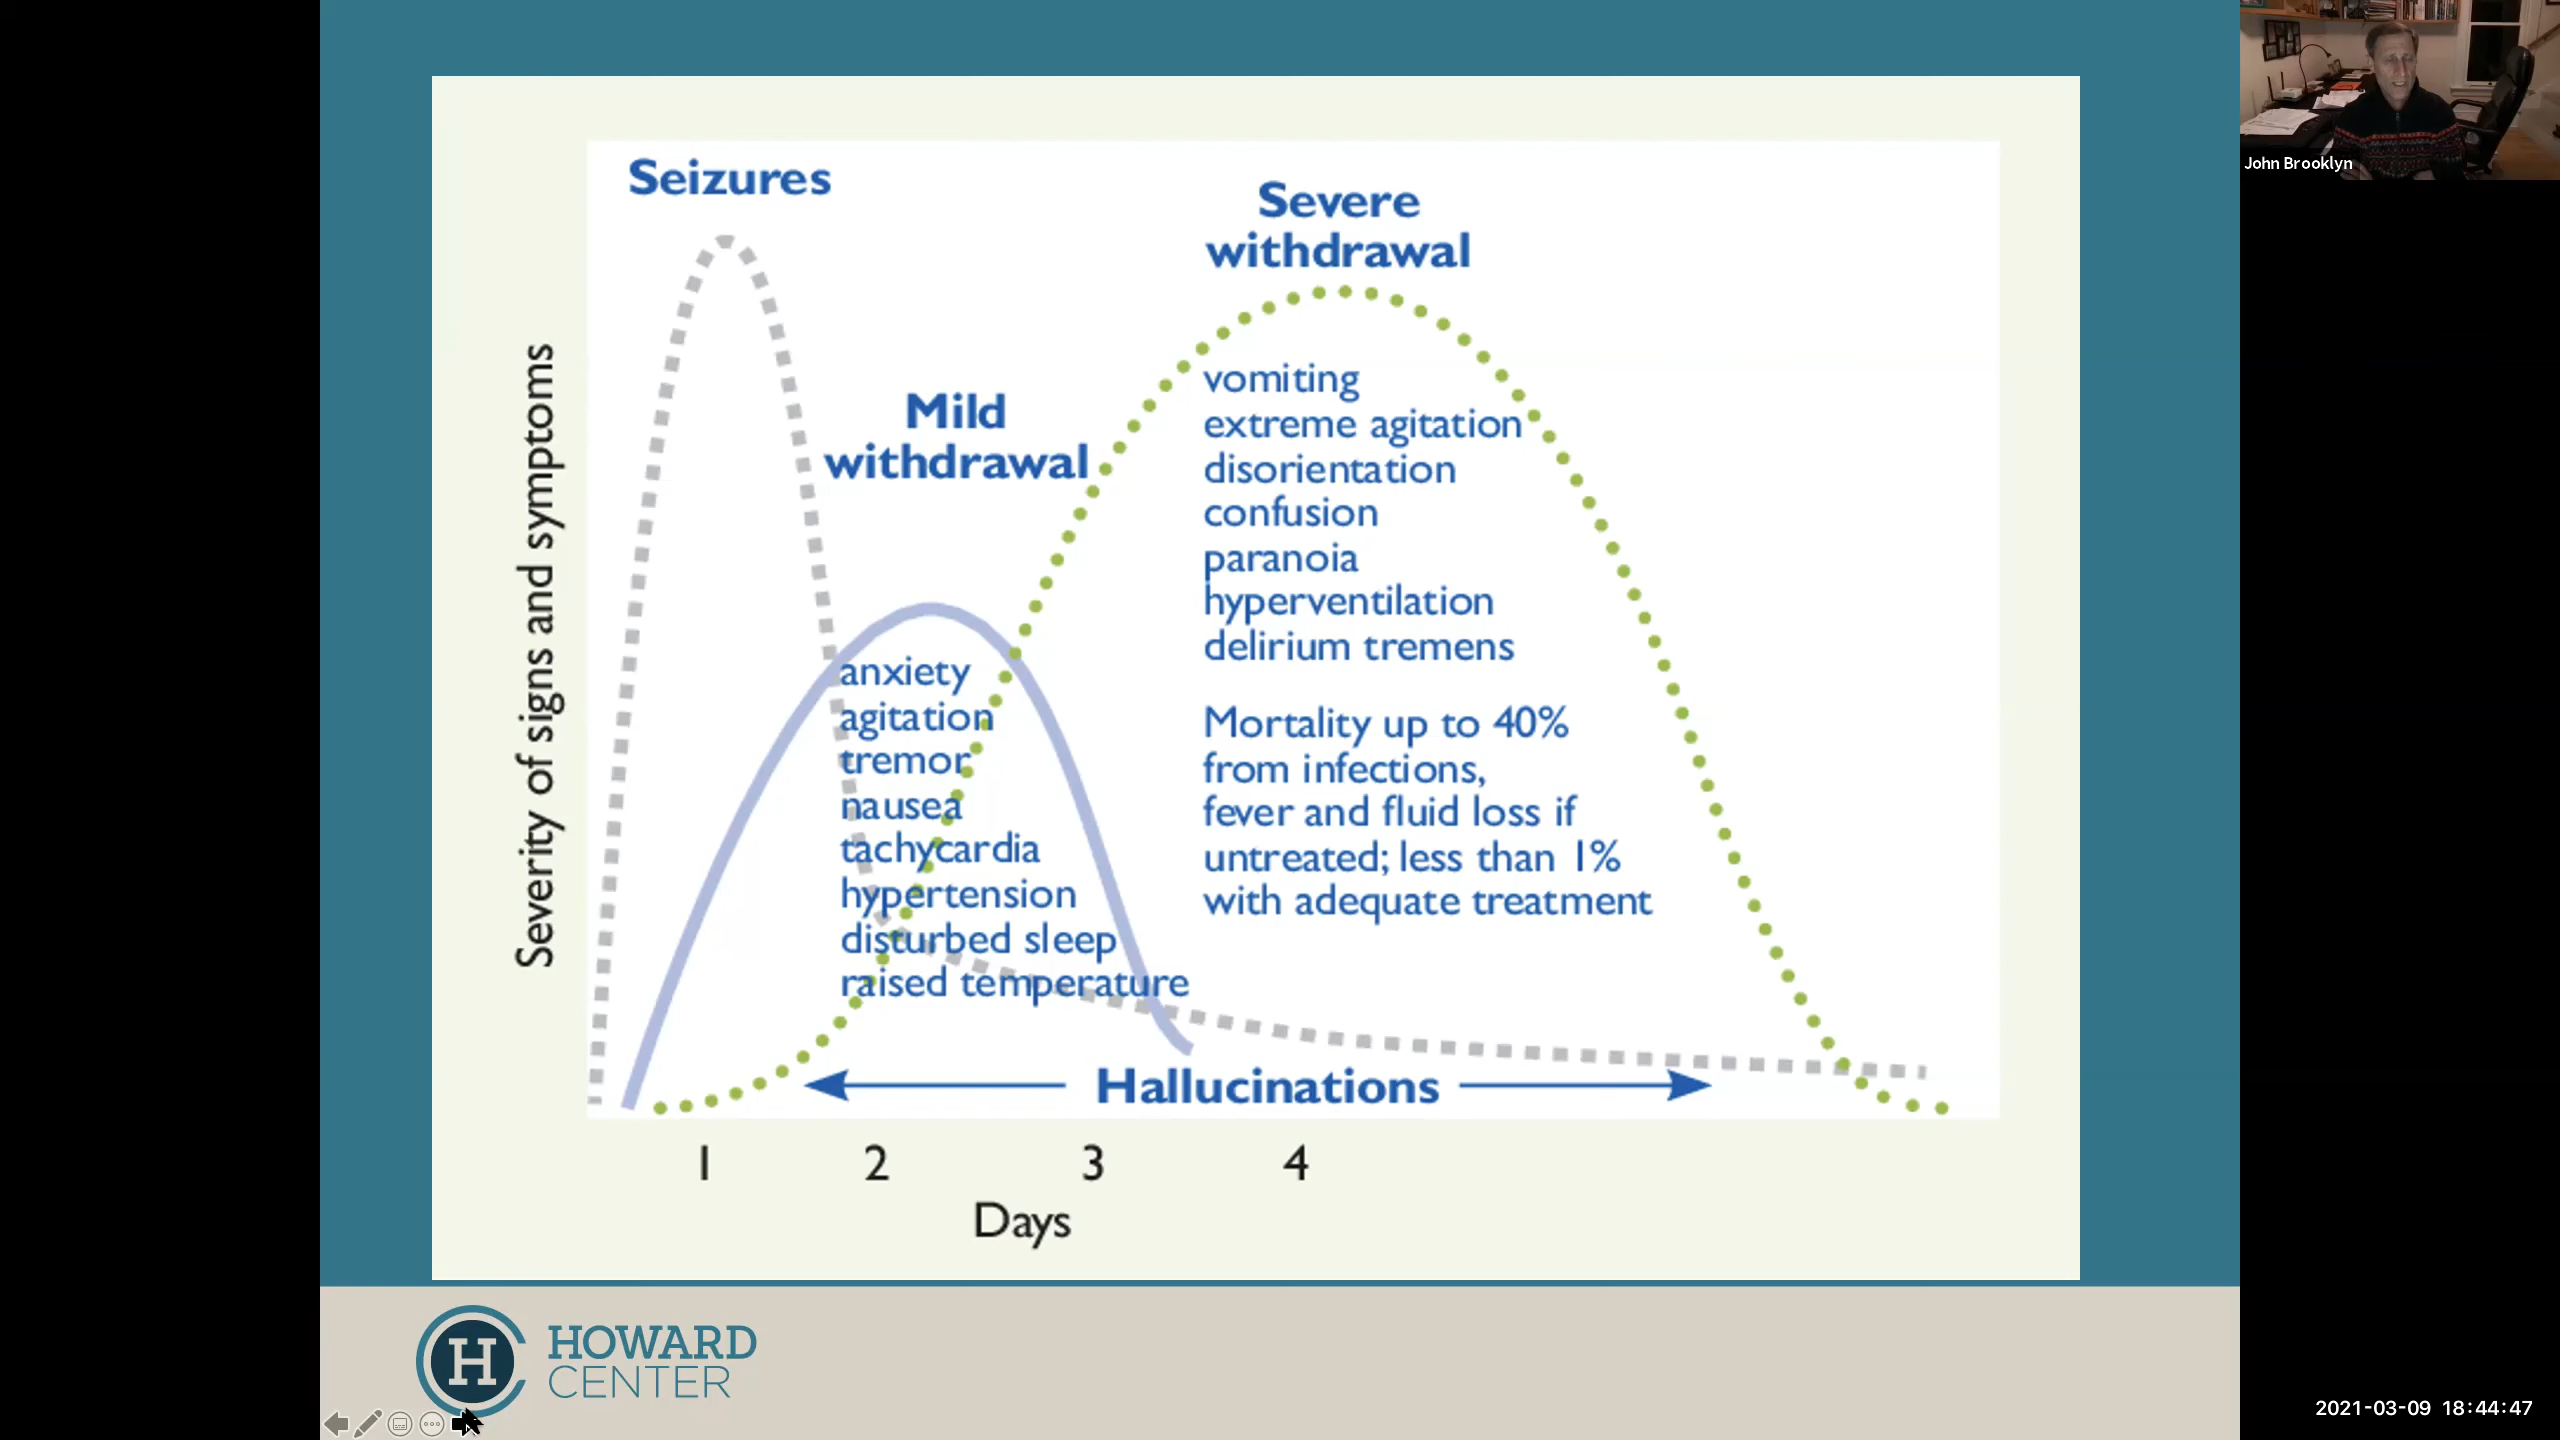 Seizures
Severe
withdrawal
Mild
withdrawal
vomiting
extreme agitation
disorientation
confusion
paranoia
hyperventilation
delirium tremens
Mortality up to 40%
from infections,
fever and fluid loss if
untreated; less than 1%
with adequate treatment
anxiety
agitation
tremor
nausea
tachycardia
hypertension
disturbed sleep
raised temperature
Hallucinations
Severity of signs and symptoms
1 2 3 4
Days
H HOWARD
CENTER
John Brooklyn
2021-03-09 18:44:47